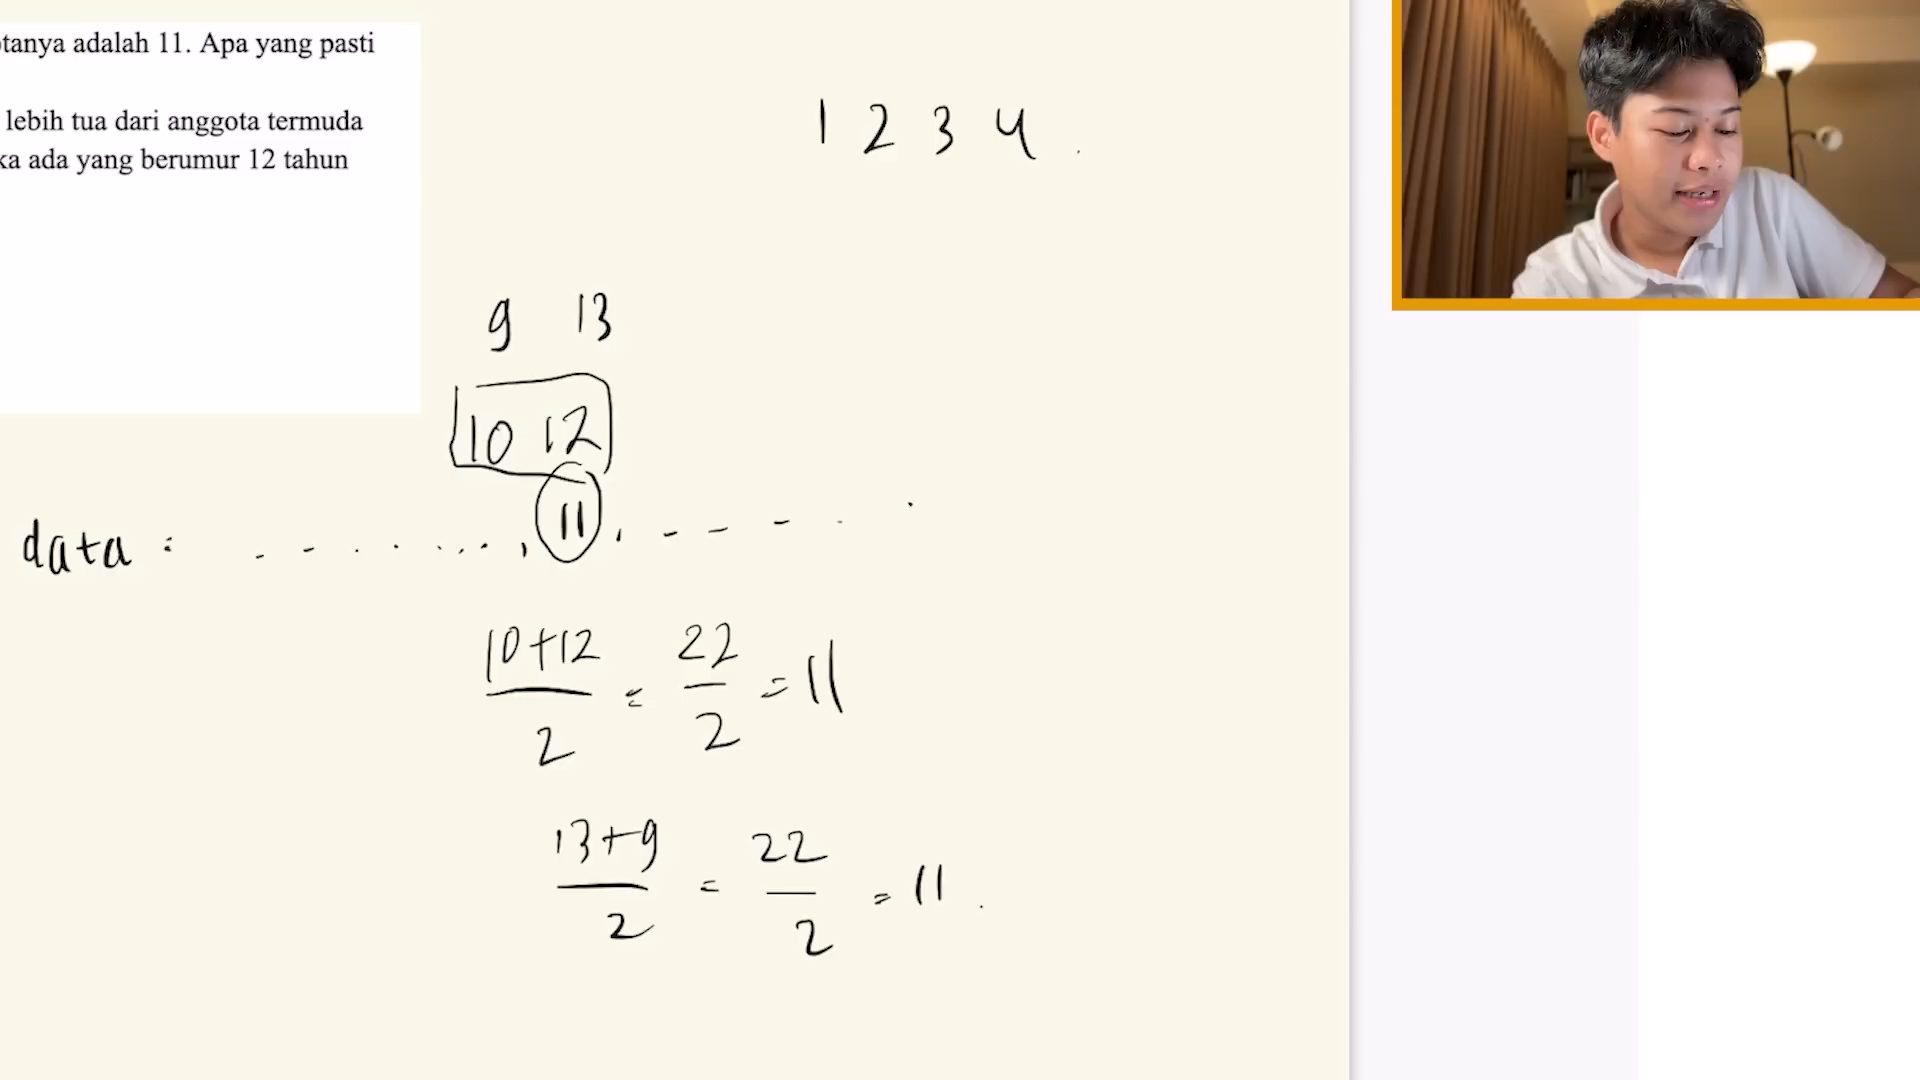 tanya adalah 11. Apa yang pasti
lebih tua dari anggota termuda
ka ada yang berumur 12 tahun
1 2 3 4 .
9 13
10 12
data : . - . . . . . - , 11 , - - - . .
10+12/2 = 22/2 = 11
13+9/2 = 22/2 = 11 .